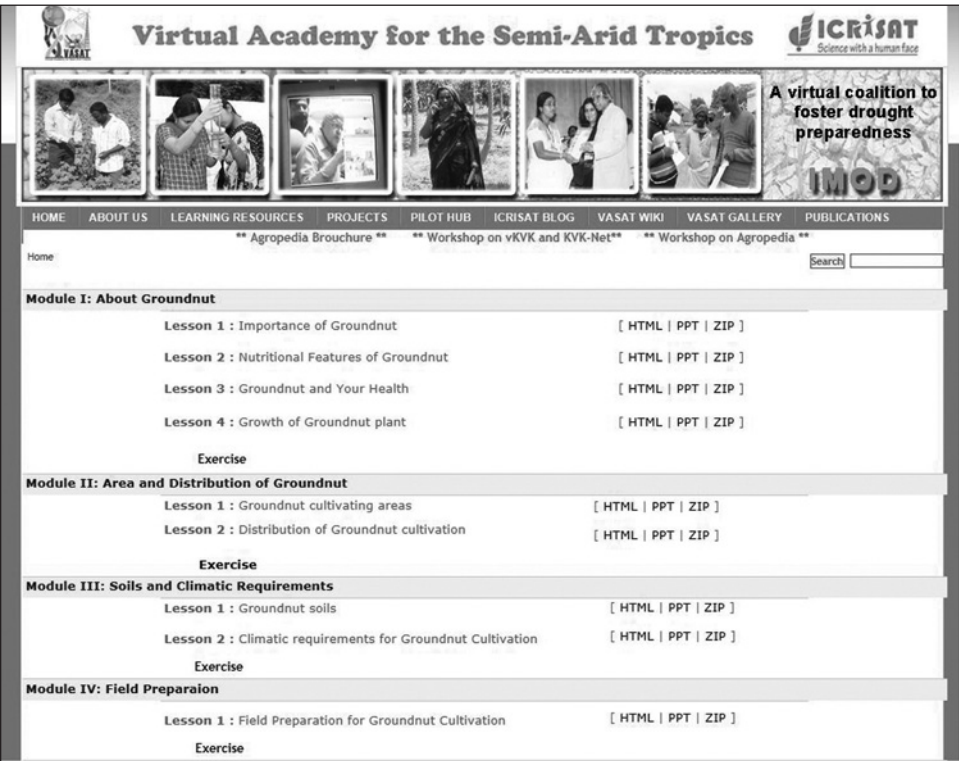 VASAT
Virtual Academy for the Semi-Arid Tropics
ICRISAT
Science with a human face
A virtual coalition to
foster drought
preparedness
IMOD
HOME ABOUT US LEARNING RESOURCES PROJECTS PILOT HUB ICRISAT BLOG VASAT WIKI VASAT GALLERY PUBLICATIONS
** Agropedia Brouchure ** ** Workshop on vKVK and KVK-Net** ** Workshop on Agropedia **
Home
Search
Module I: About Groundnut
Lesson 1 : Importance of Groundnut [ HTML | PPT | ZIP ]
Lesson 2 : Nutritional Features of Groundnut [ HTML | PPT | ZIP ]
Lesson 3 : Groundnut and Your Health [ HTML | PPT | ZIP ]
Lesson 4 : Growth of Groundnut plant [ HTML | PPT | ZIP ]
Exercise
Module II: Area and Distribution of Groundnut
Lesson 1 : Groundnut cultivating areas [ HTML | PPT | ZIP ]
Lesson 2 : Distribution of Groundnut cultivation [ HTML | PPT | ZIP ]
Exercise
Module III: Soils and Climatic Requirements
Lesson 1 : Groundnut soils [ HTML | PPT | ZIP ]
Lesson 2 : Climatic requirements for Groundnut Cultivation [ HTML | PPT | ZIP ]
Exercise
Module IV: Field Preparaion
Lesson 1 : Field Preparation for Groundnut Cultivation [ HTML | PPT | ZIP ]
Exercise